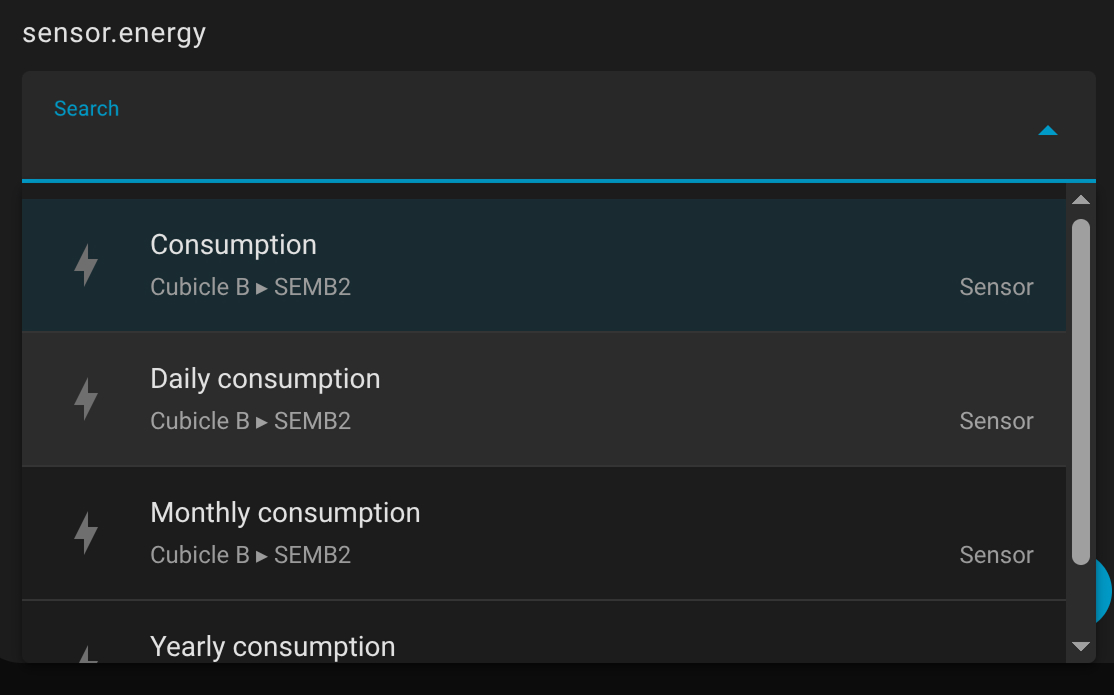 sensor.energy
Search
Consumption
Cubicle B ▸ SEMB2 Sensor
Daily consumption
Cubicle B ▸ SEMB2 Sensor
Monthly consumption
Cubicle B ▸ SEMB2 Sensor
Yearly consumption